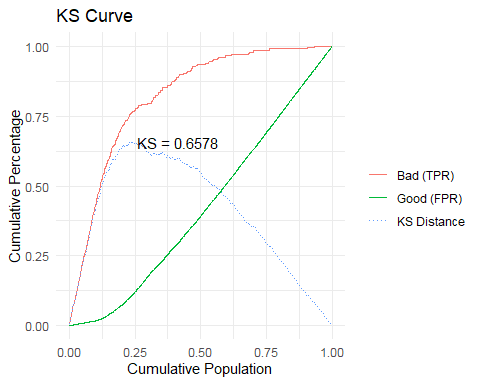 KS Curve
Cumulative Percentage
1.00
0.75
0.50
0.25
0.00
KS = 0.6578
0.00 0.25 0.50 0.75 1.00
Cumulative Population
Bad (TPR)
Good (FPR)
KS Distance